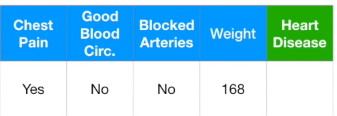 Chest Pain
Good Blood Circ.
Blocked Arteries
Weight
Heart Disease
Yes
No
No
168